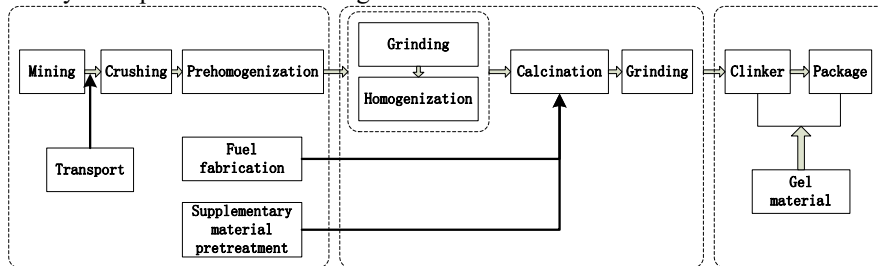 Mining
Crushing
Prehomogenization
Grinding
Homogenization
Calcination
Grinding
Clinker
Package
Transport
Fuel
fabrication
Supplementary
material
pretreatment
Gel
material